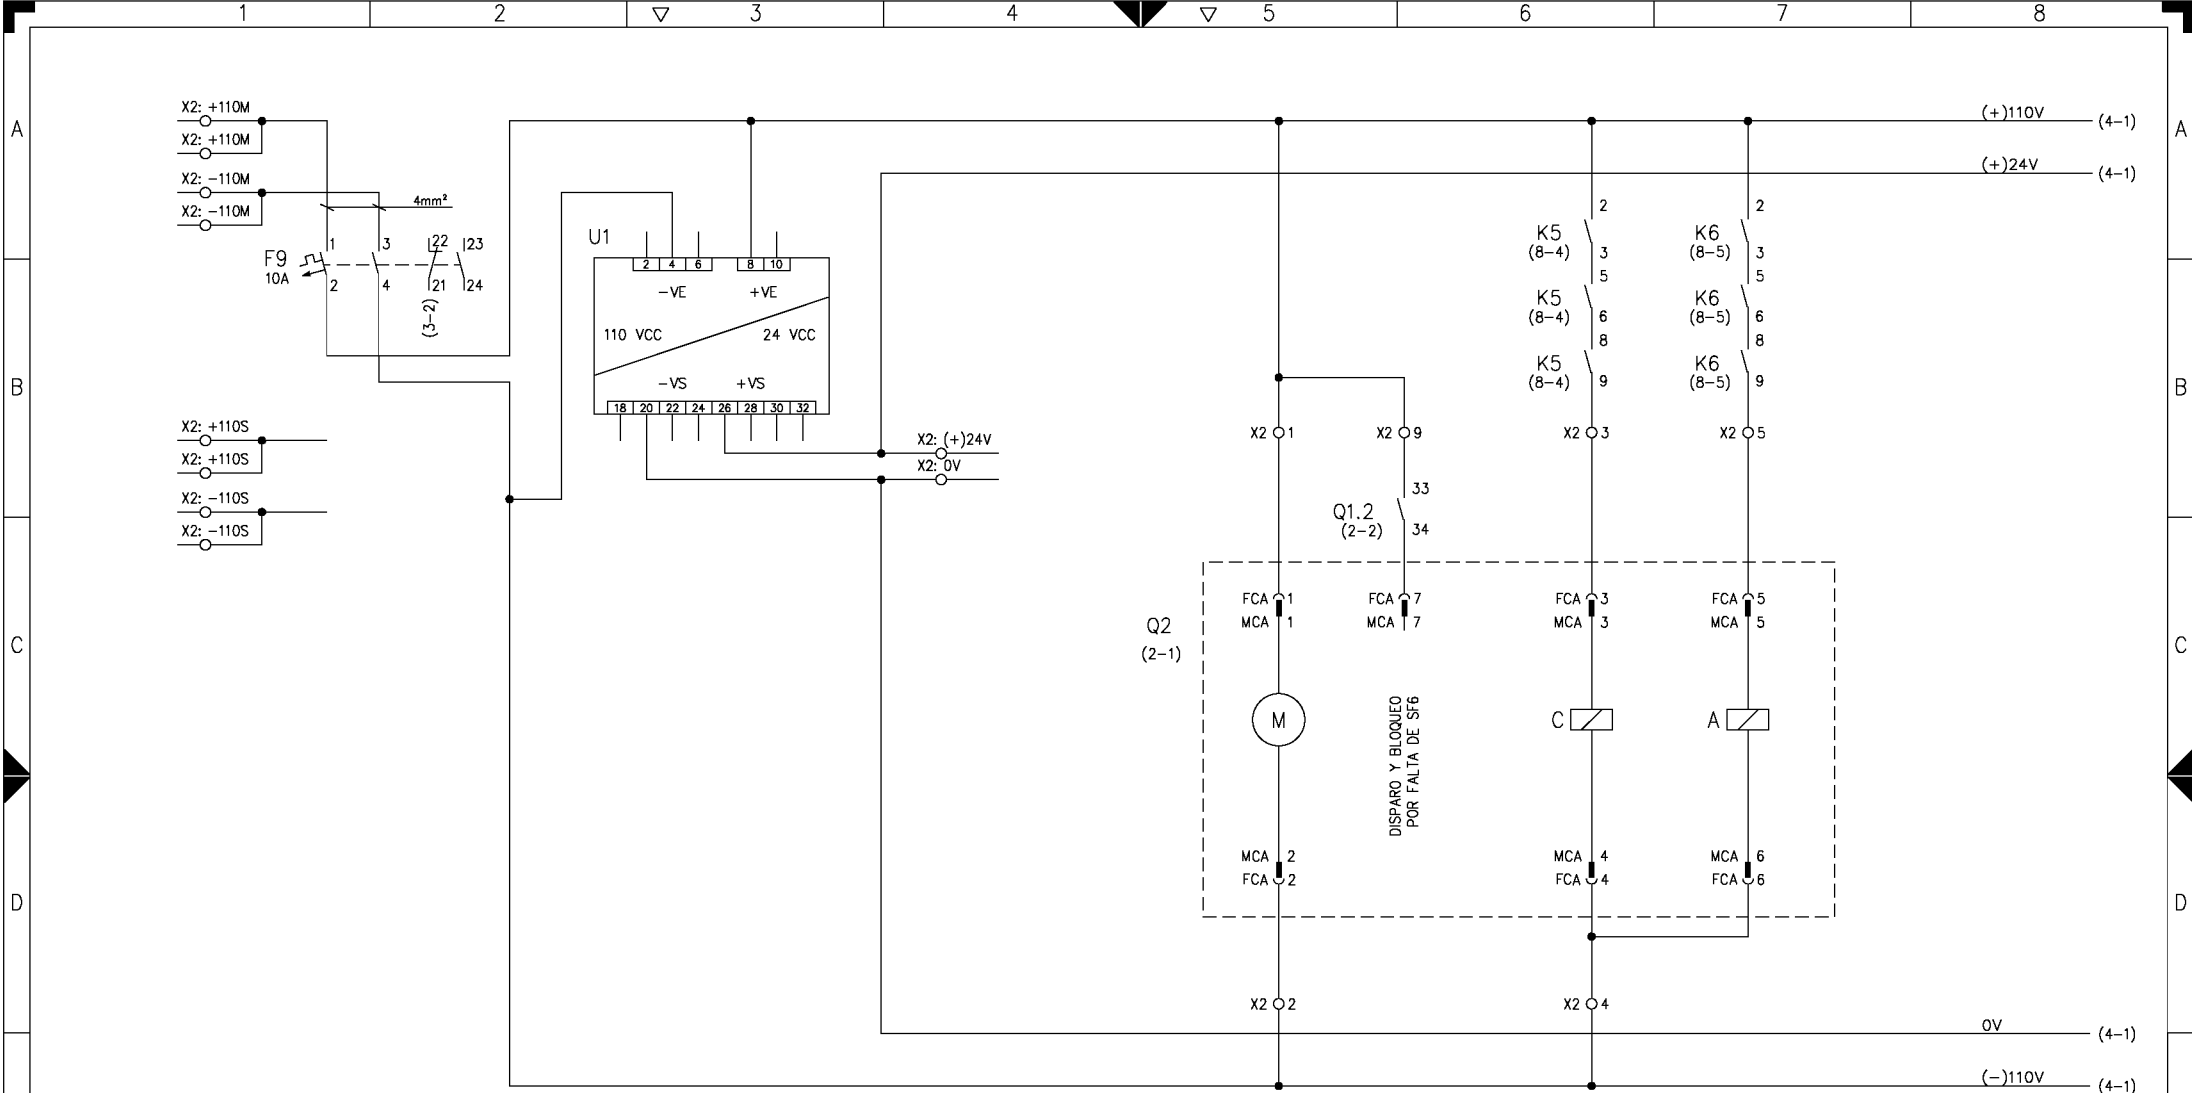 1 2 3 4 5 6 7 8
A A
X2: +110M
X2: +110M
X2: -110M
X2: -110M
4mm²
(+)110V (4-1)
(+)24V (4-1)
F9
10A
1 3 22 23
2 4 21 24
(3-2)
U1
2 4 6 8 10
-VE +VE
110 VCC 24 VCC
-VS +VS
18 20 22 24 26 28 30 32
K5 2
(8-4) 3
K5 5
(8-4) 6
K5 8
(8-4) 9
K6 2
(8-5) 3
K6 5
(8-5) 6
K6 8
(8-5) 9
B B
X2: +110S
X2: +110S
X2: -110S
X2: -110S
X2: (+)24V
X2: 0V
X2 1
X2 9
X2 3
X2 5
33
Q1.2
(2-2) 34
C C
Q2
(2-1)
FCA 1
MCA 1
FCA 7
MCA 7
FCA 3
MCA 3
FCA 5
MCA 5
M
DISPARO Y BLOQUEO
POR FALTA DE SF6
C
A
MCA 2
FCA 2
MCA 4
FCA 4
MCA 6
FCA 6
D D
X2 2
X2 4
0V (4-1)
(-)110V (4-1)